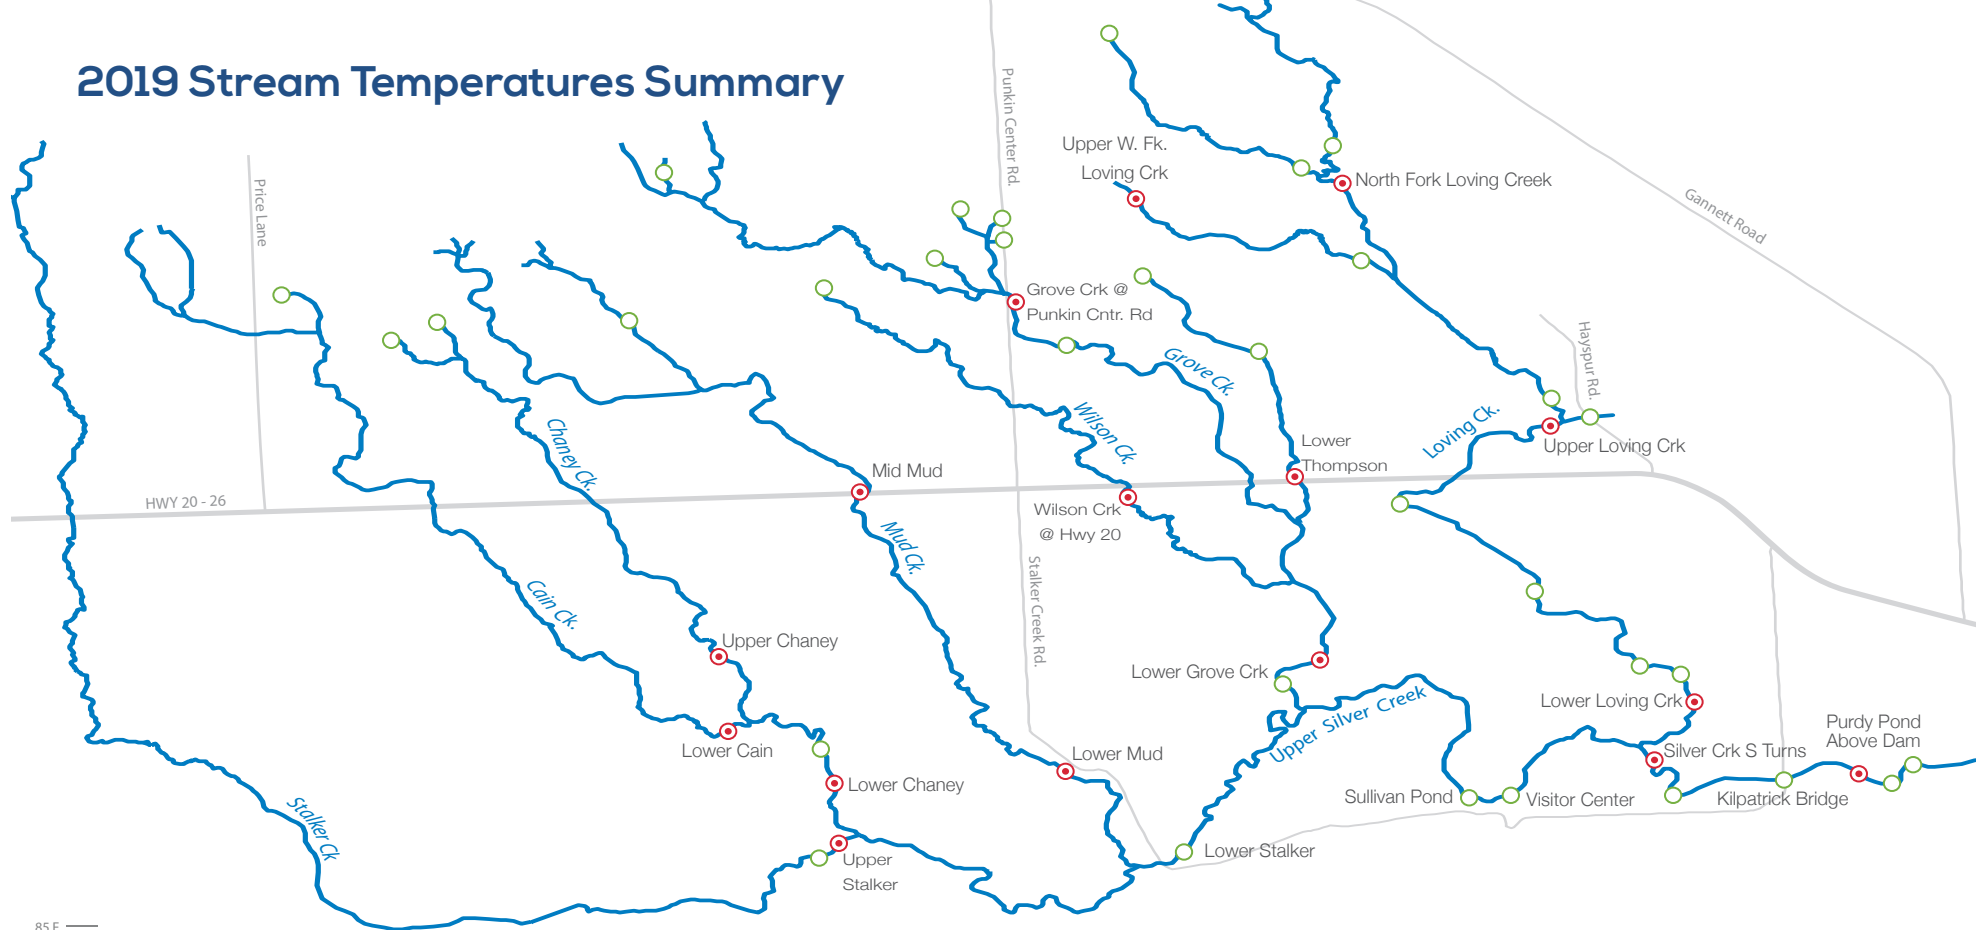 2019 Stream Temperatures Summary
Punkin Center Rd.
Upper W. Fk.
Loving Crk
North Fork Loving Creek
Gannett Road
Price Lane
Grove Crk @
Punkin Cntr. Rd
Grove Ck.
Hayspur Rd.
Chaney Ck.
Wilson Ck.
Loving Ck.
Lower
Thompson
Upper Loving Crk
Mid Mud
HWY 20 - 26
Wilson Crk
@ Hwy 20
Mud Ck.
Cain Ck.
Stalker Creek Rd.
Upper Chaney
Lower Grove Crk
Upper Silver Creek
Lower Loving Crk
Purdy Pond
Above Dam
Lower Cain
Lower Mud
Silver Crk S Turns
Lower Chaney
Sullivan Pond
Visitor Center
Kilpatrick Bridge
Stalker Ck
Upper
Stalker
Lower Stalker
85 F